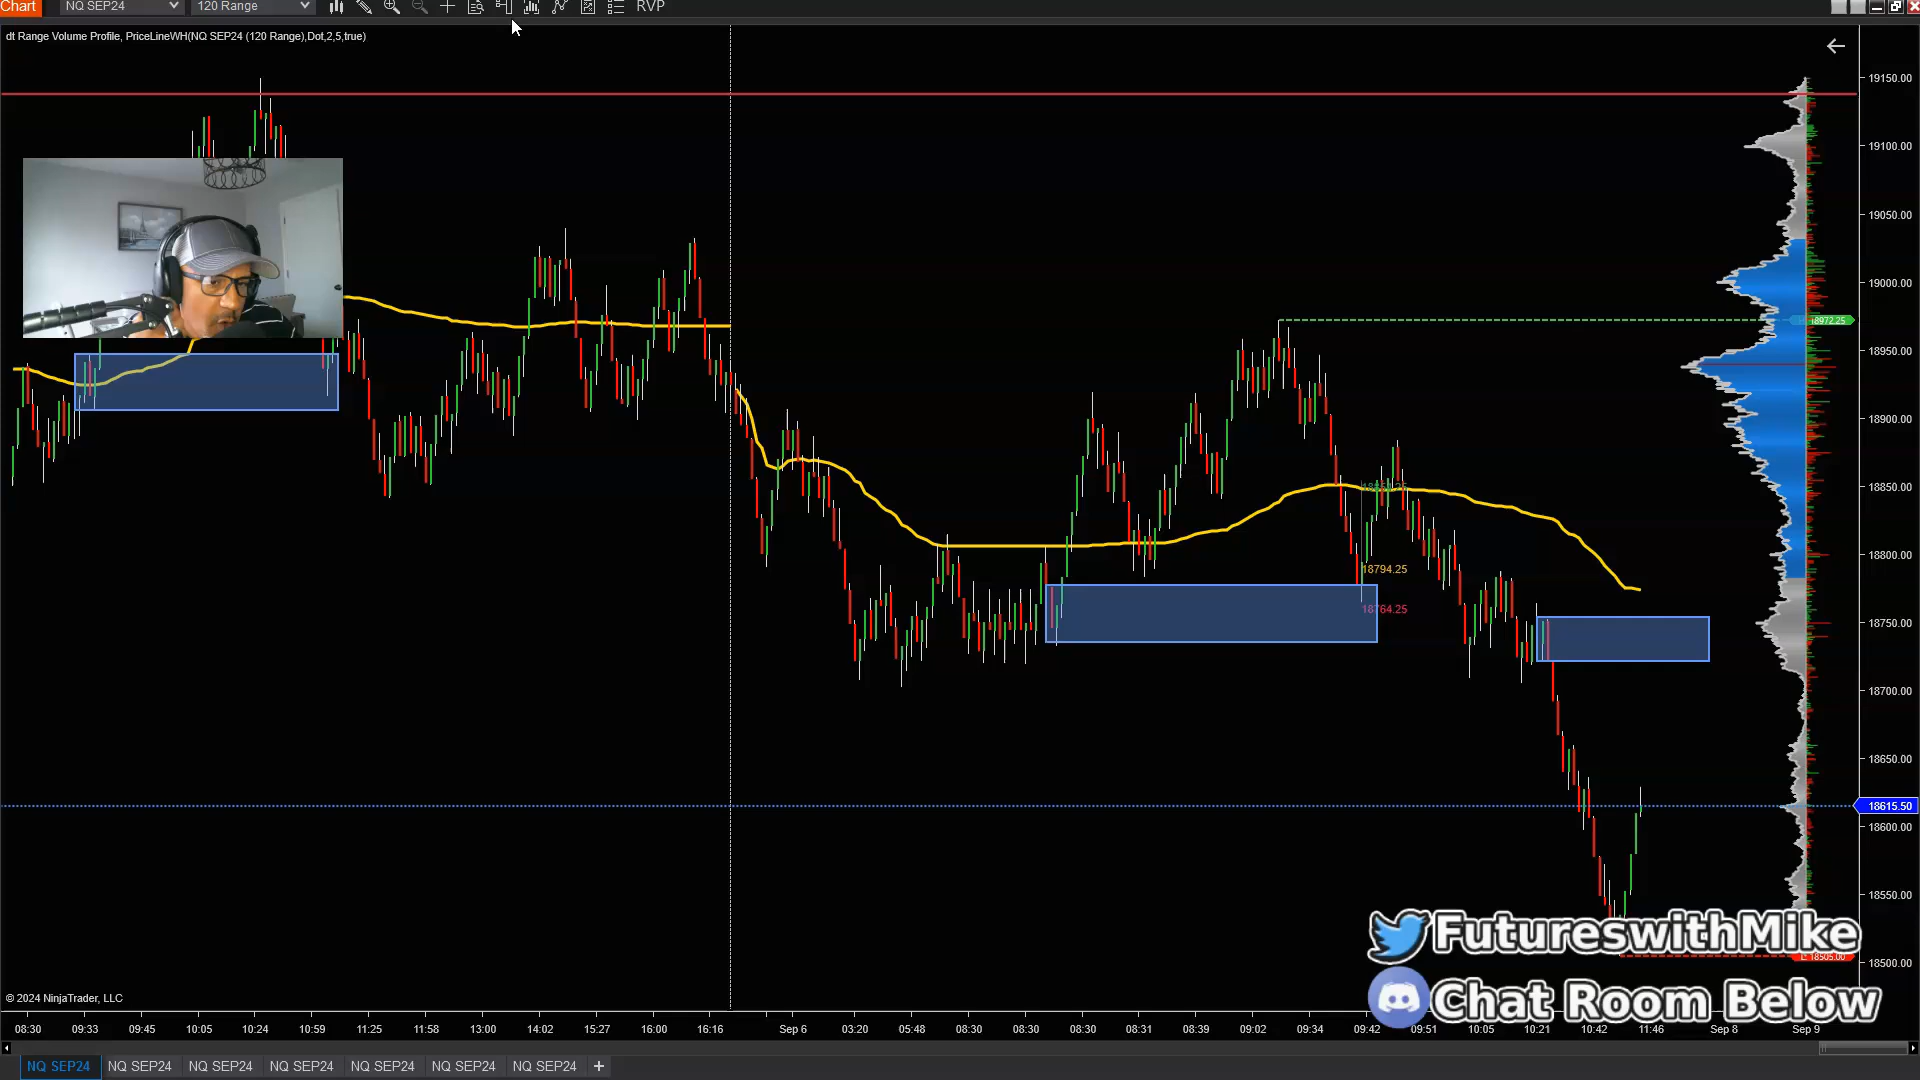 Chart
NQ SEP24
120 Range
RVP
dt Range Volume Profile, PriceLineWH(NQ SEP24 (120 Range),Dot,2,5,true)
19150.00
19100.00
19050.00
19000.00
18972.25
18950.00
18900.00
18850.00
18800.00
18794.25
18764.25
18750.00
18700.00
18650.00
18615.50
18600.00
18550.00
FutureswithMike
L 18505.00
18500.00
Chat Room Below
© 2024 NinjaTrader, LLC
08:30 09:33 09:45 10:05 10:24 10:59 11:25 11:58 13:00 14:02 15:27 16:00 16:16 Sep 6 03:20 05:48 08:30 08:30 08:30 08:31 08:39 09:02 09:34 09:42 09:51 10:05 10:21 10:42 11:46 Sep 8 Sep 9
NQ SEP24 NQ SEP24 NQ SEP24 NQ SEP24 NQ SEP24 NQ SEP24 NQ SEP24 +